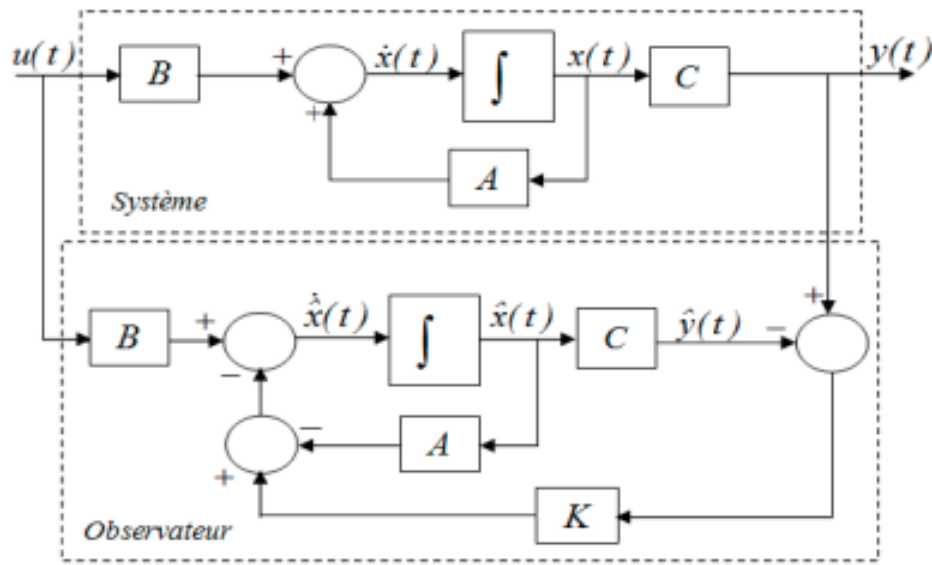 u(t) B + ẋ(t) ∫ x(t) C y(t)
+
A
Système
B + x̂̇(t) ∫ x̂(t) C ŷ(t) − +
−
− A
+
K
Observateur